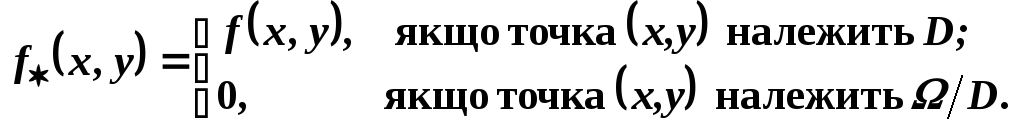 f✶(x, y) = f(x, y), якщо точка (x,y) належить D;
0, якщо точка (x,y) належить Ω/D.